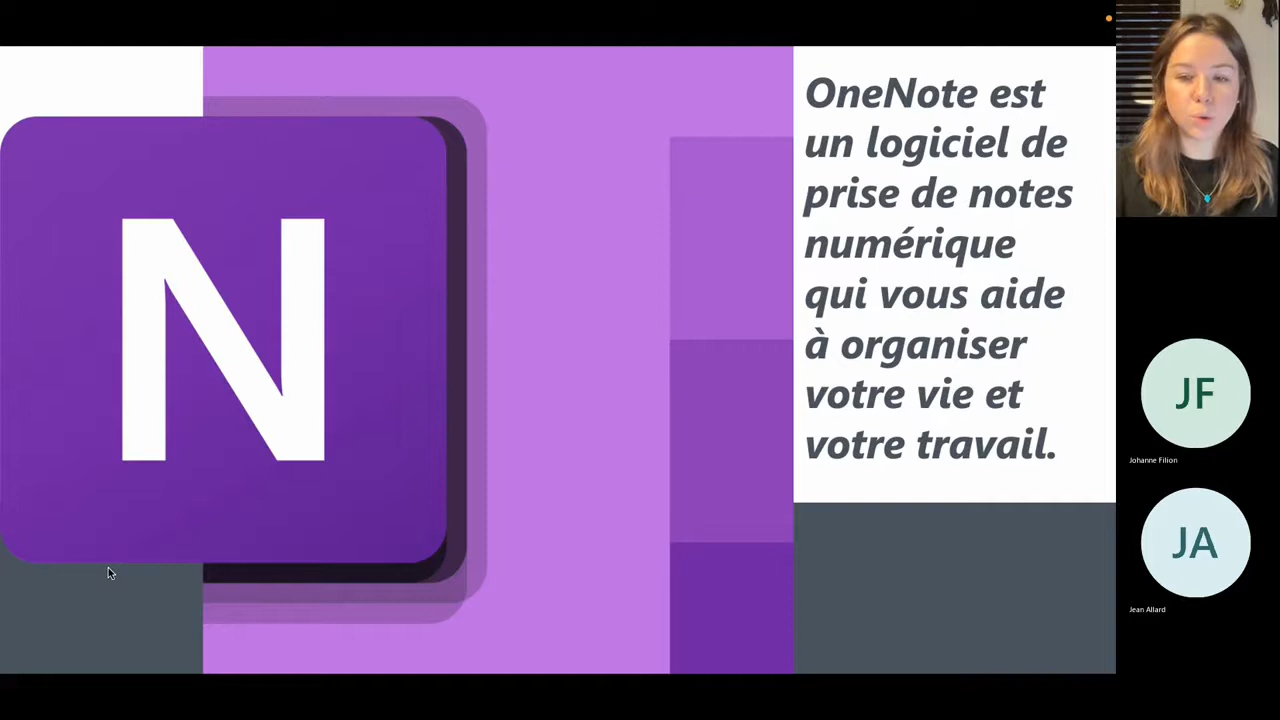 OneNote est
un logiciel de
prise de notes
numérique
qui vous aide
à organiser
votre vie et
votre travail.
N
JF
Johanne Filion
JA
Jean Allard